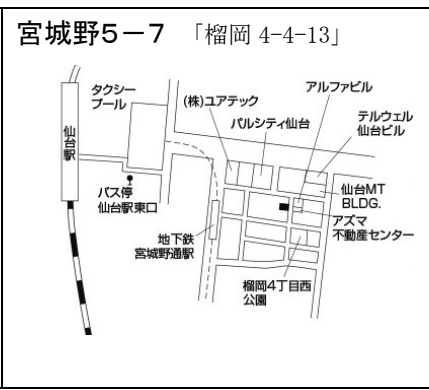 宮城野5-7 「榴岡 4-4-13」
アルファビル
タクシー
プール
(株)ユアテック
パルシティ仙台
テルウェル
仙台ビル
仙台駅
バス停
仙台駅東口
仙台MT
BLDG.
アズマ
不動産センター
地下鉄
宮城野通駅
榴岡4丁目西
公園